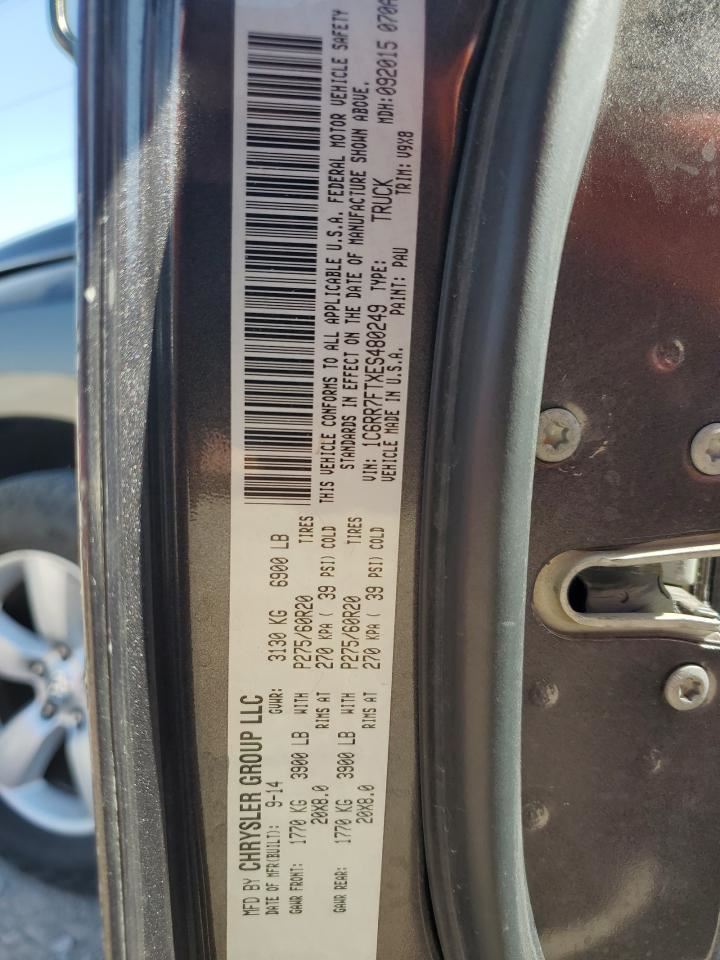 MFD BY CHRYSLER GROUP LLC
DATE OF MFR(BUILT): 9-14 GVWR: 3130 KG 6900 LB
GAWR FRONT: 1770 KG 3900 LB WITH P275/60R20 TIRES
20X8.0 RIMS AT 270 KPA ( 39 PSI) COLD
GAWR REAR: 1770 KG 3900 LB WITH P275/60R20 TIRES
20X8.0 RIMS AT 270 KPA ( 39 PSI) COLD
THIS VEHICLE CONFORMS TO ALL APPLICABLE U.S.A. FEDERAL MOTOR VEHICLE SAFETY
STANDARDS IN EFFECT ON THE DATE OF MANUFACTURE SHOWN ABOVE.
VIN: 1C6RR7FTXES480249 TYPE: TRUCK MDH:092015 070A
VEHICLE MADE IN U.S.A. PAINT: PAU TRIM: V9X8